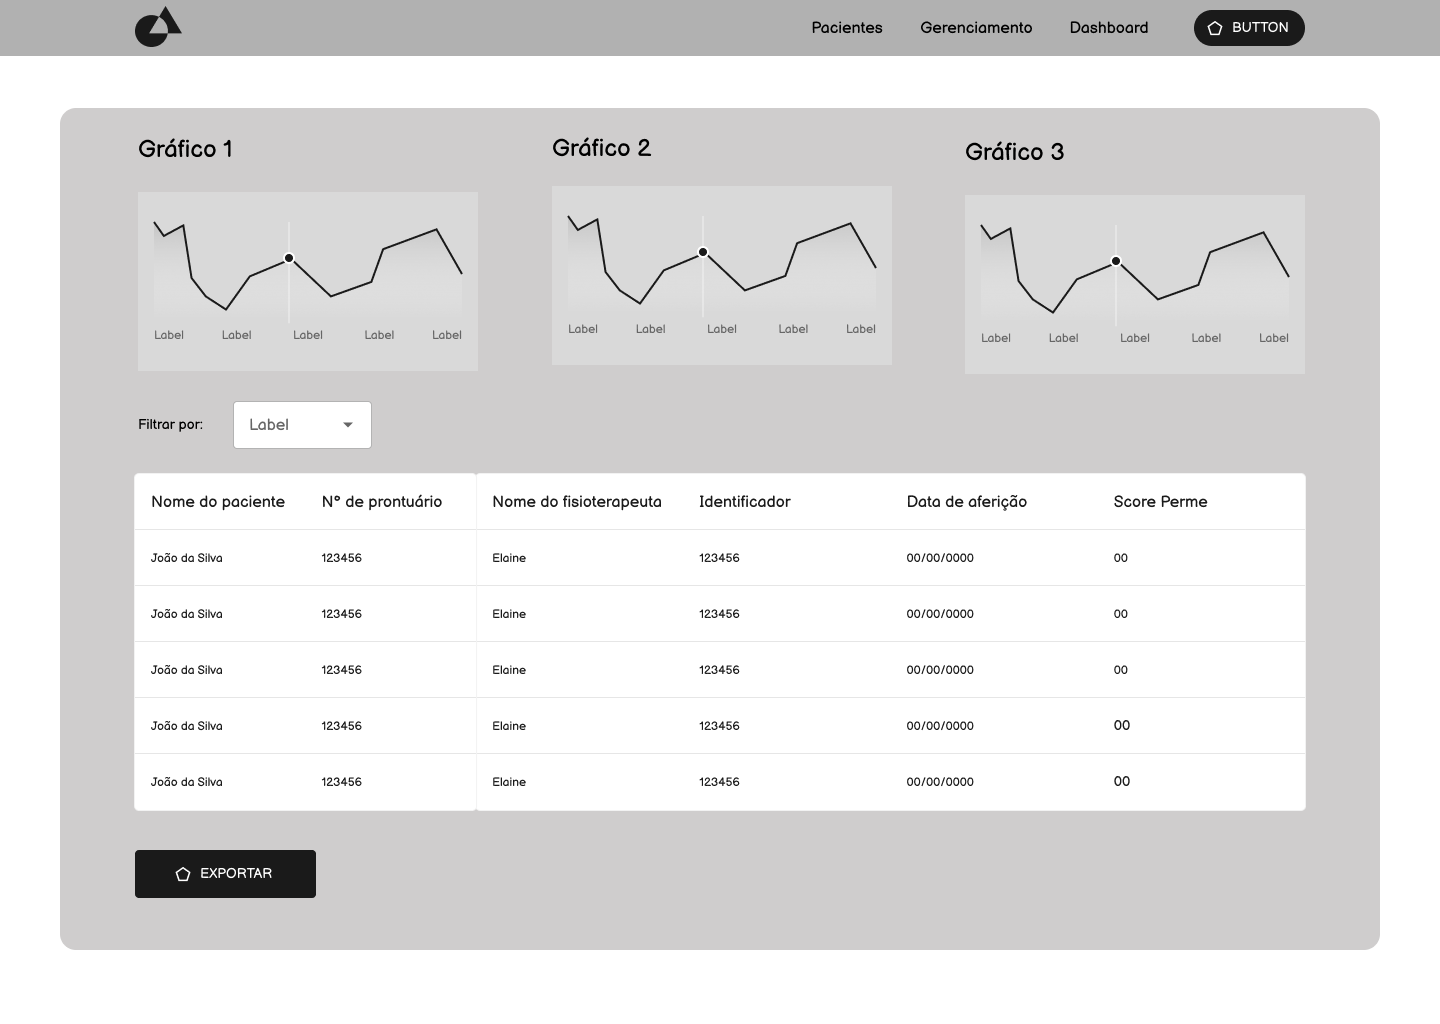 Pacientes Gerenciamento Dashboard BUTTON
Gráfico 1 Gráfico 2 Gráfico 3
Label Label Label Label Label Label Label Label Label Label Label Label Label Label Label
Filtrar por: Label
Nome do paciente N° de prontuário Nome do fisioterapeuta Identificador Data de aferição Score Perme
João da Silva 123456 Elaine 123456 00/00/0000 00
João da Silva 123456 Elaine 123456 00/00/0000 00
João da Silva 123456 Elaine 123456 00/00/0000 00
João da Silva 123456 Elaine 123456 00/00/0000 00
João da Silva 123456 Elaine 123456 00/00/0000 00
EXPORTAR